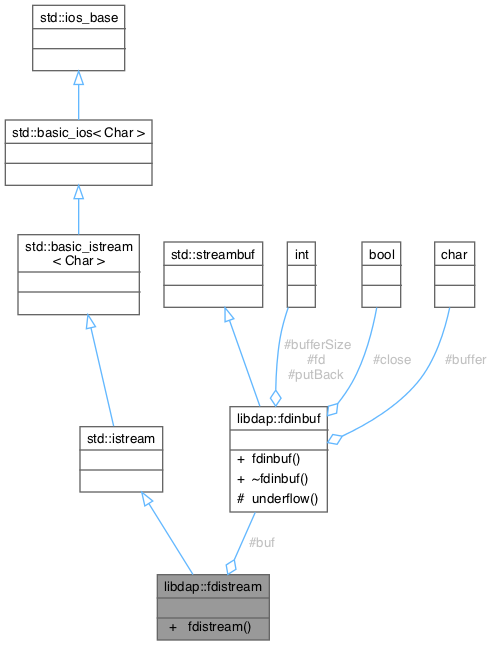 std::ios_base
std::basic_ios< Char >
std::basic_istream
< Char >
std::streambuf
int
bool
char
#bufferSize
#fd
#putBack
#close
#buffer
libdap::fdinbuf
+ fdinbuf()
+ ~fdinbuf()
# underflow()
std::istream
#buf
libdap::fdistream
+ fdistream()